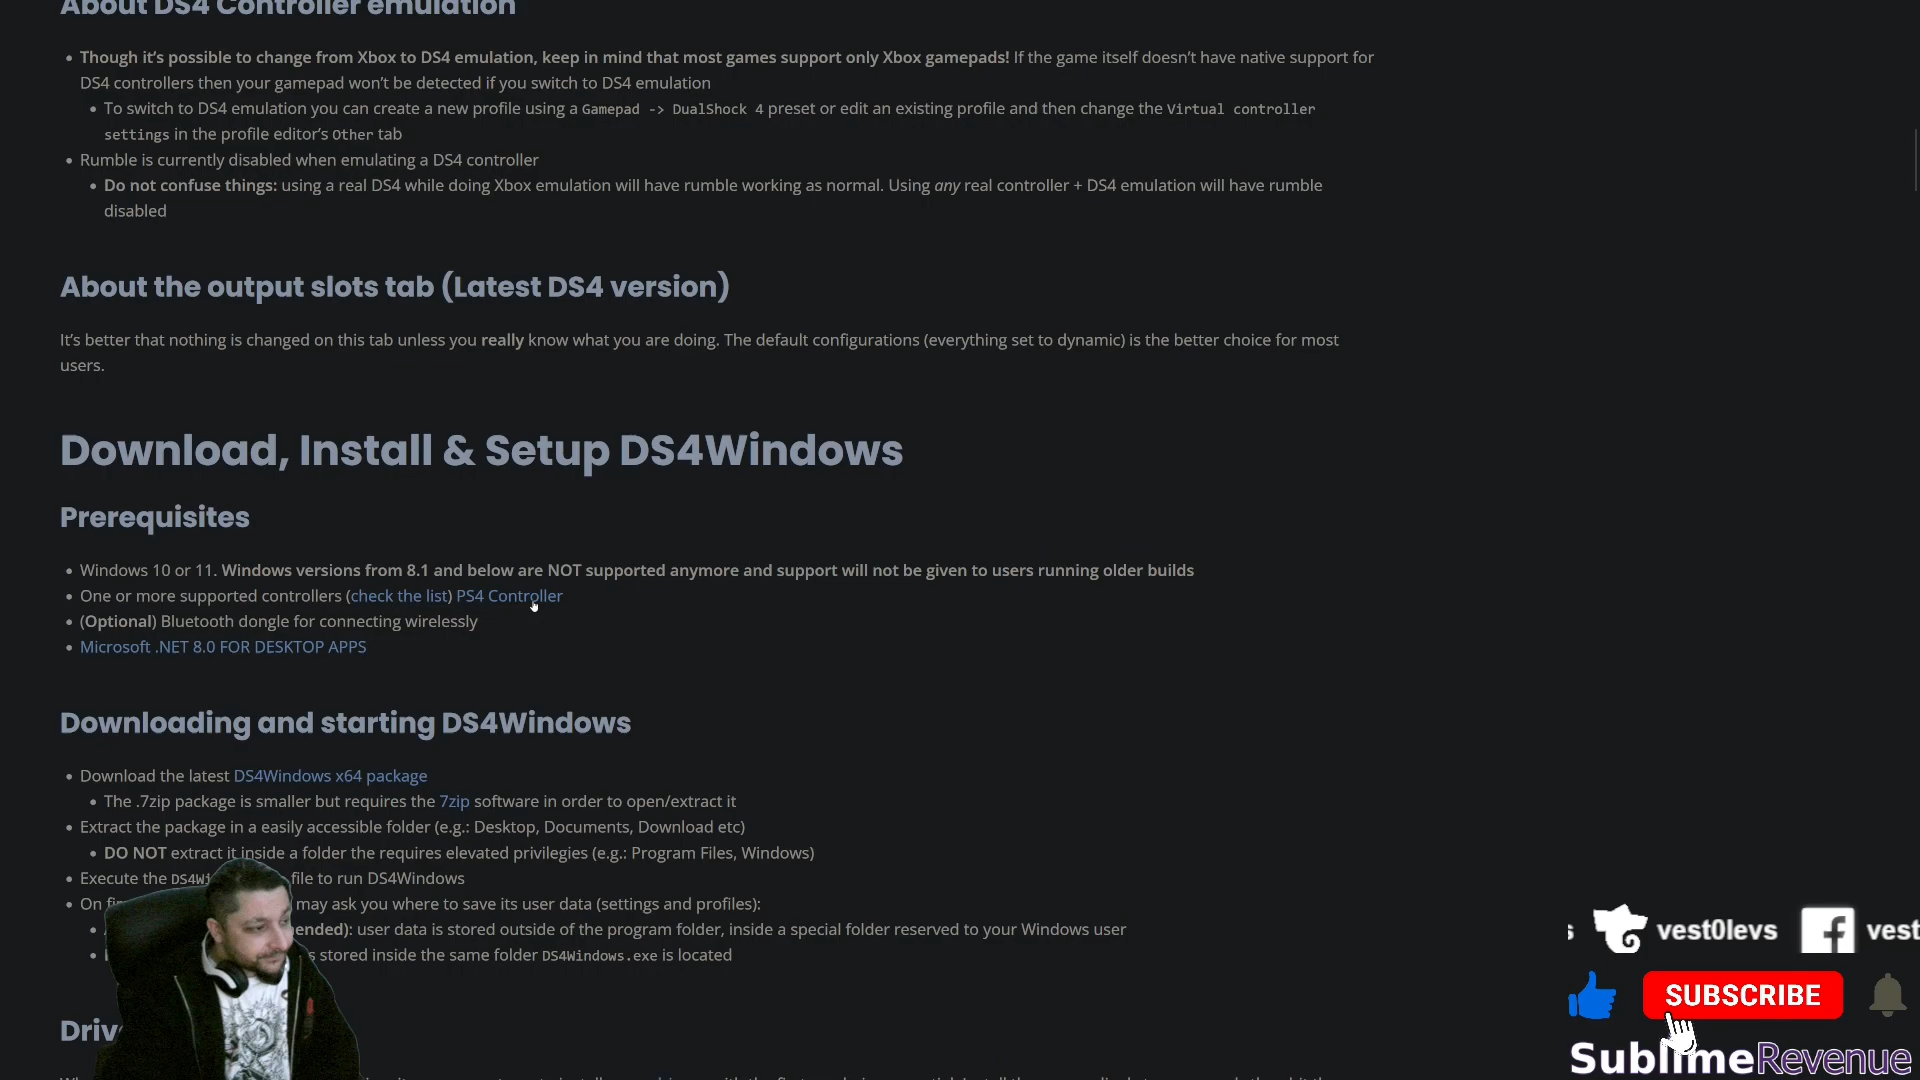 About DS4 Controller emulation
Though it's possible to change from Xbox to DS4 emulation, keep in mind that most games support only Xbox gamepads! If the game itself doesn't have native support for
DS4 controllers then your gamepad won't be detected if you switch to DS4 emulation
To switch to DS4 emulation you can create a new profile using a Gamepad -> DualShock 4 preset or edit an existing profile and then change the Virtual controller
settings in the profile editor's Other tab
Rumble is currently disabled when emulating a DS4 controller
Do not confuse things: using a real DS4 while doing Xbox emulation will have rumble working as normal. Using any real controller + DS4 emulation will have rumble
disabled
About the output slots tab (Latest DS4 version)
It's better that nothing is changed on this tab unless you really know what you are doing. The default configurations (everything set to dynamic) is the better choice for most
users.
Download, Install & Setup DS4Windows
Prerequisites
Windows 10 or 11. Windows versions from 8.1 and below are NOT supported anymore and support will not be given to users running older builds
One or more supported controllers (check the list) PS4 Controller
(Optional) Bluetooth dongle for connecting wirelessly
Microsoft .NET 8.0 FOR DESKTOP APPS
Downloading and starting DS4Windows
Download the latest DS4Windows x64 package
The .7zip package is smaller but requires the 7zip software in order to open/extract it
Extract the package in a easily accessible folder (e.g.: Desktop, Documents, Download etc)
DO NOT extract it inside a folder the requires elevated privilegies (e.g.: Program Files, Windows)
Execute the DS4Wi file to run DS4Windows
On fi may ask you where to save its user data (settings and profiles):
ended): user data is stored outside of the program folder, inside a special folder reserved to your Windows user
s stored inside the same folder DS4Windows.exe is located
Driv
s vest0levs vest
SUBSCRIBE
SublimeRevenue